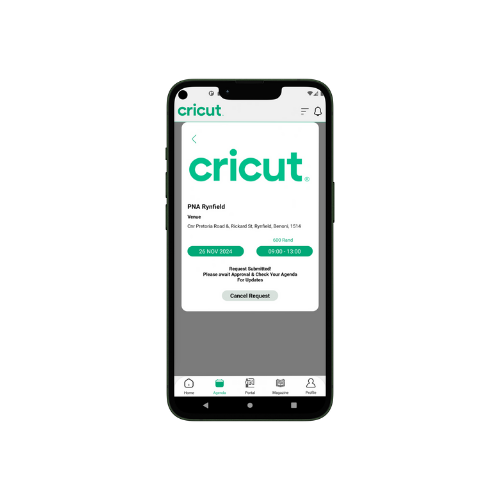 cricut
cricut
PNA Rynfield
Venue
Cnr Pretoria Road &, Rickard St, Rynfield, Benoni, 1514
600 Rand
26 NOV 2024
09:00 - 13:00
Request Submitted!
Please await Approval & Check Your Agenda
For Updates
Cancel Request
Home
Agenda
Portal
Magazine
Profile